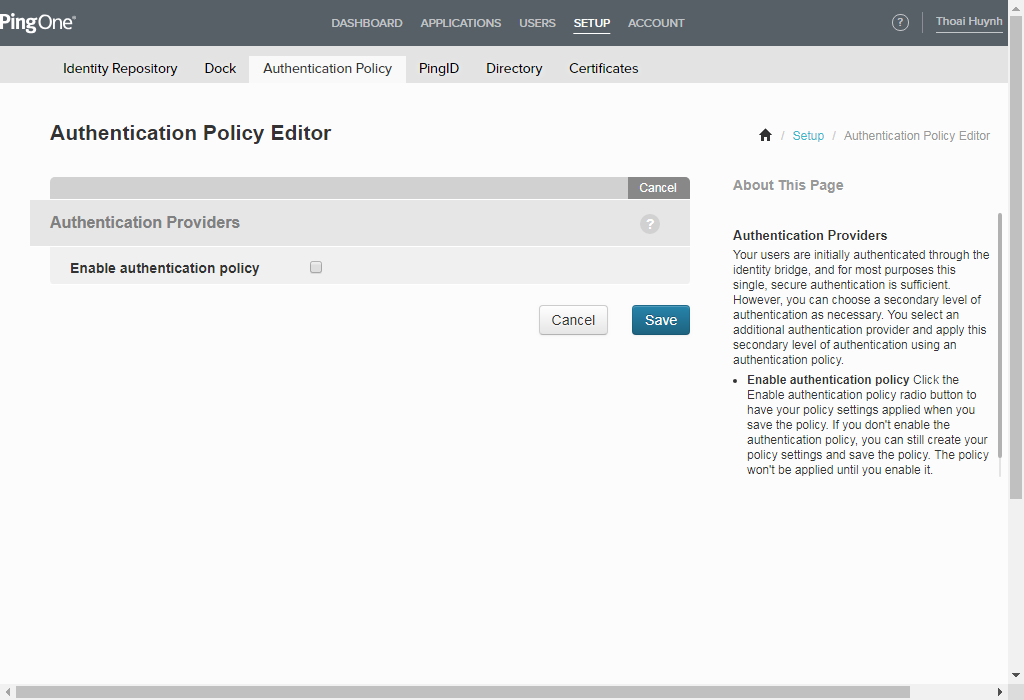 PingOne®
DASHBOARD APPLICATIONS USERS SETUP ACCOUNT ? Thoai Huynh
Identity Repository Dock Authentication Policy PingID Directory Certificates
Authentication Policy Editor
/ Setup / Authentication Policy Editor
Cancel
Authentication Providers ?
Enable authentication policy
Cancel Save
About This Page
Authentication Providers
Your users are initially authenticated through the
identity bridge, and for most purposes this
single, secure authentication is sufficient.
However, you can choose a secondary level of
authentication as necessary. You select an
additional authentication provider and apply this
secondary level of authentication using an
authentication policy.
• Enable authentication policy Click the
Enable authentication policy radio button to
have your policy settings applied when you
save the policy. If you don't enable the
authentication policy, you can still create your
policy settings and save the policy. The policy
won't be applied until you enable it.